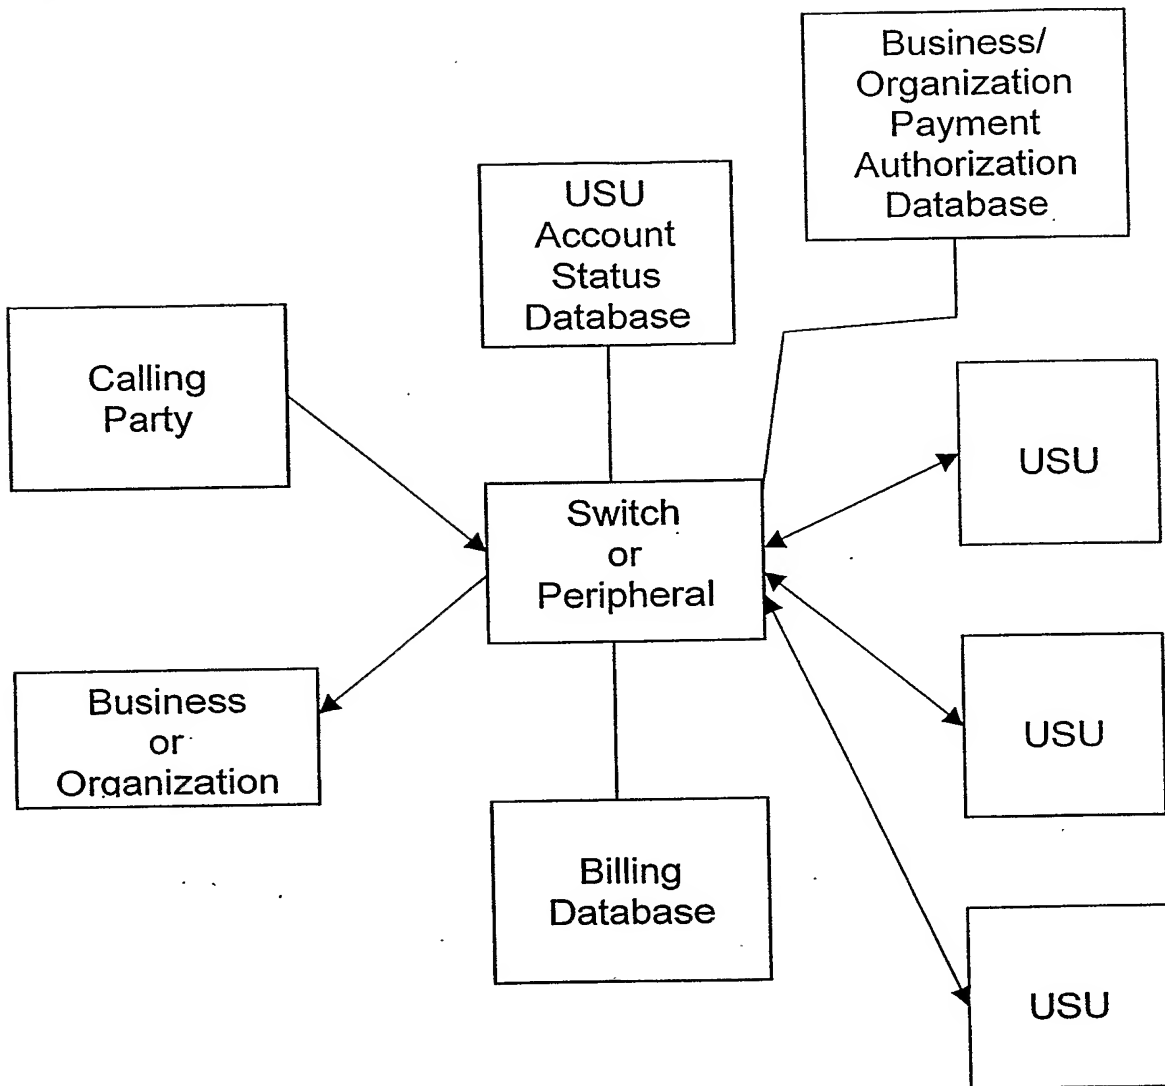 Business/
Organization
Payment
Authorization
Database
USU
Account
Status
Database
Calling
Party
USU
Switch
or
Peripheral
USU
Business
or
Organization
Billing
Database
USU